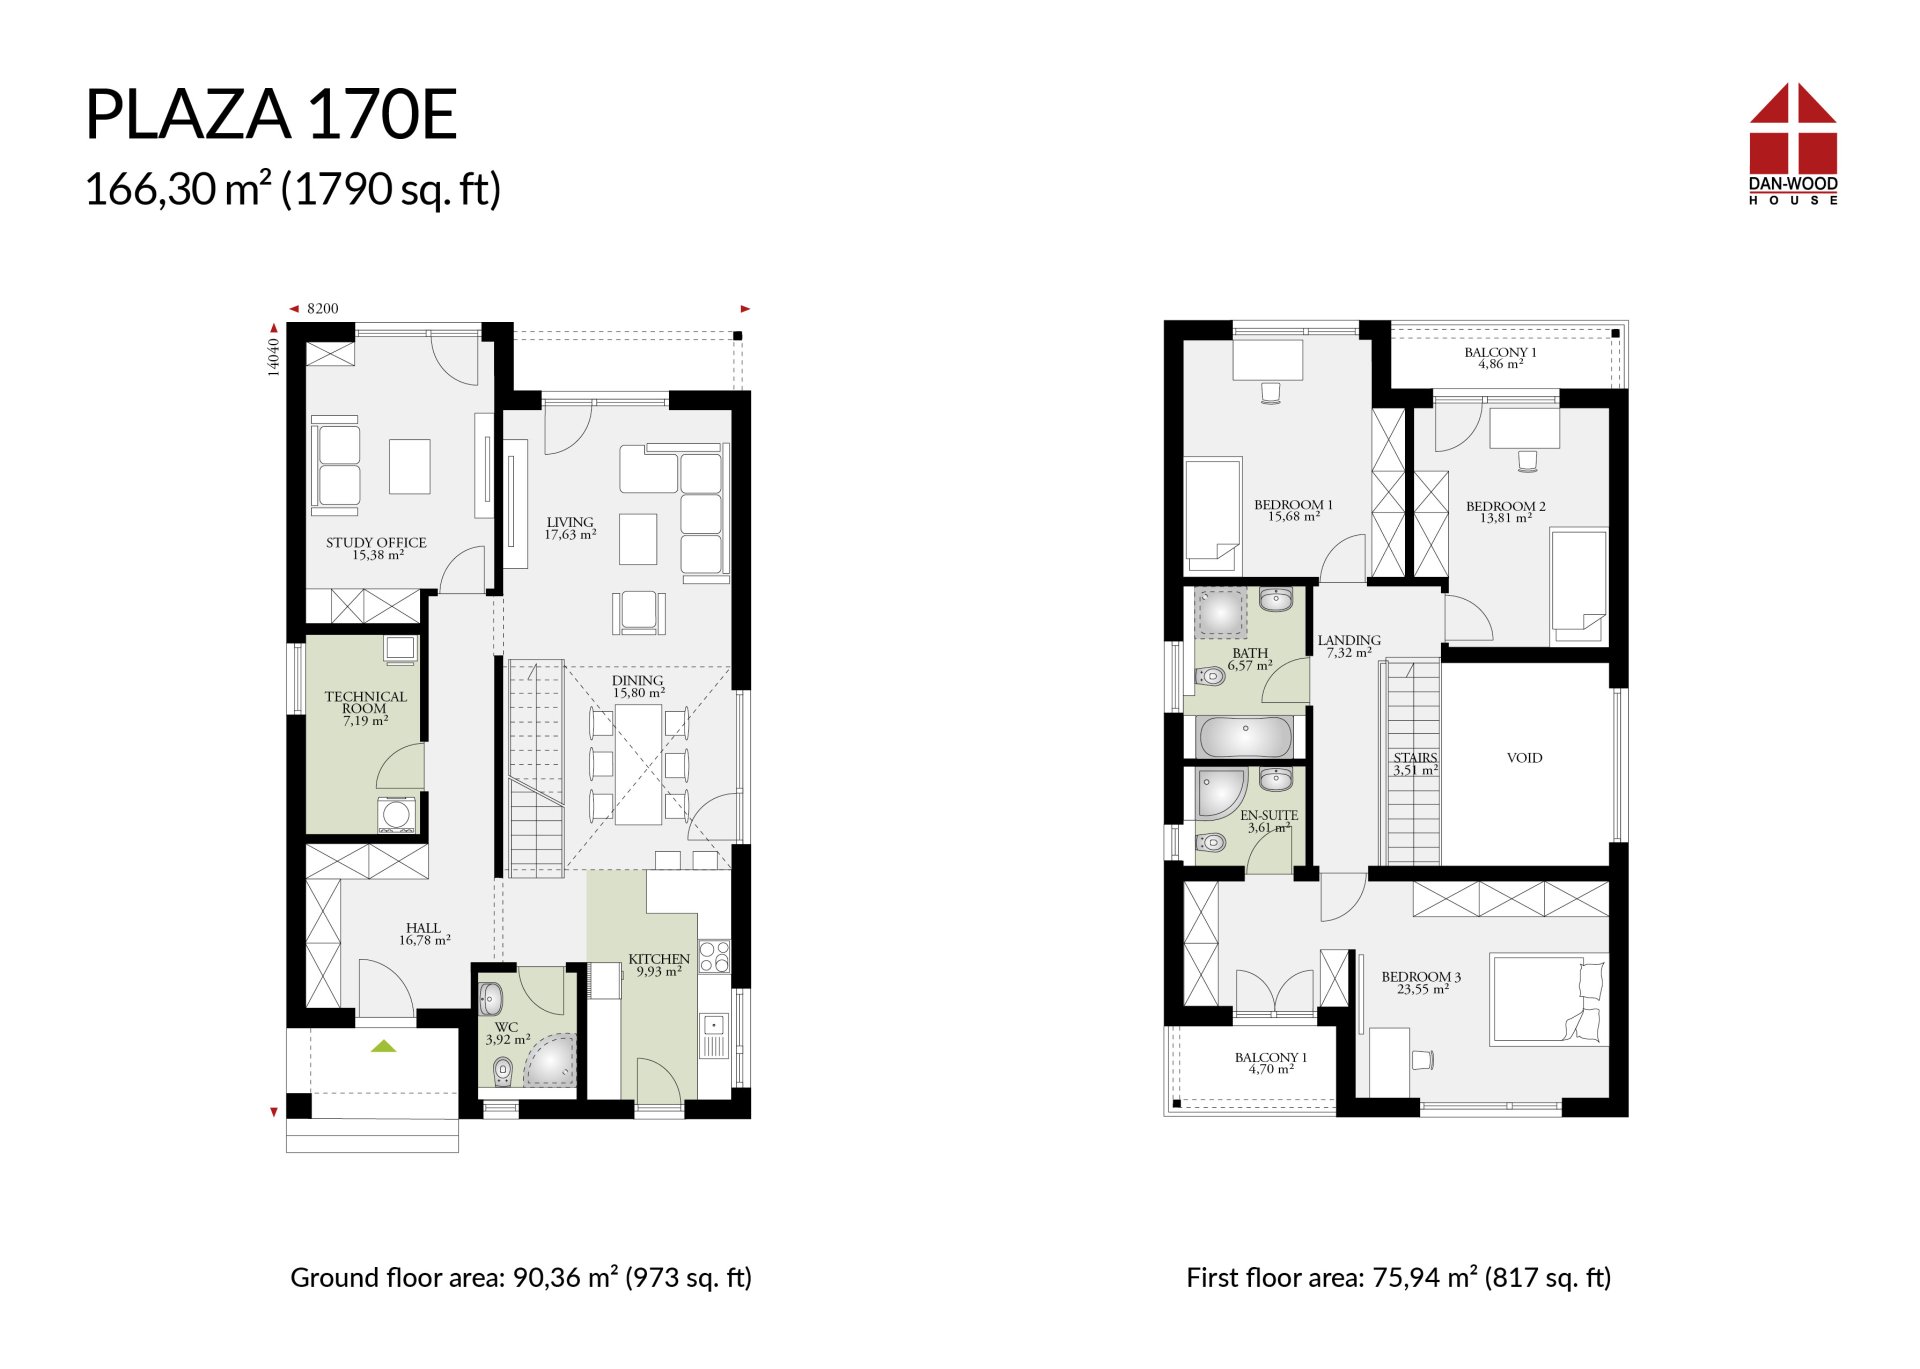 PLAZA 170E
166,30 m² (1790 sq. ft)
DAN-WOOD
HOUSE
8200
14040
STUDY OFFICE
15,38 m²
LIVING
17,63 m²
TECHNICAL
ROOM
7,19 m²
DINING
15,80 m²
HALL
16,78 m²
KITCHEN
9,93 m²
WC
3,92 m²
BALCONY 1
4,86 m²
BEDROOM 1
15,68 m²
BEDROOM 2
13,81 m²
BATH
6,57 m²
LANDING
7,32 m²
STAIRS
3,51 m²
VOID
EN-SUITE
3,61 m²
BEDROOM 3
23,55 m²
BALCONY 1
4,70 m²
Ground floor area: 90,36 m² (973 sq. ft)
First floor area: 75,94 m² (817 sq. ft)